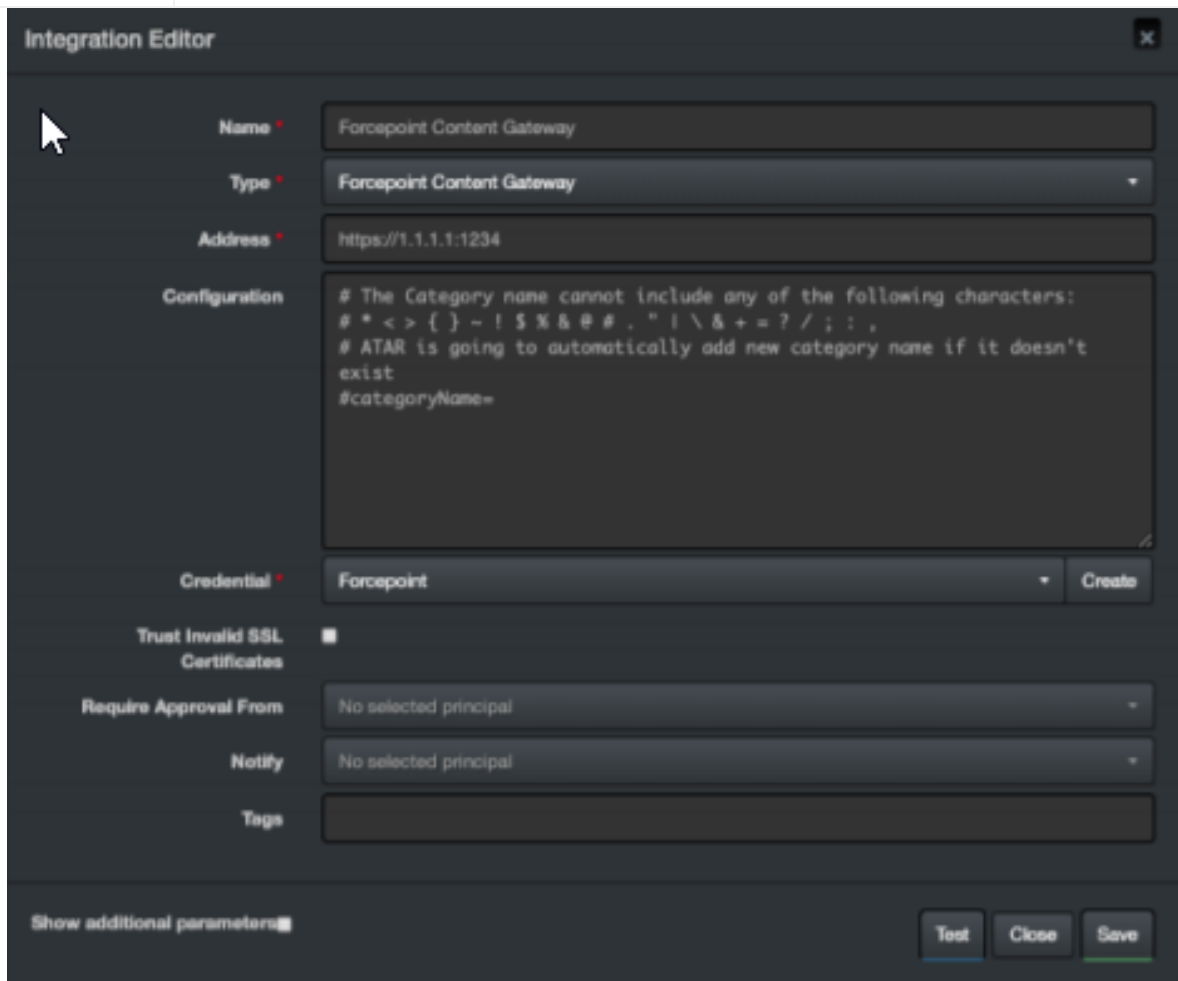 Integration Editor
×
Name *
Forcepoint Content Gateway
Type *
Forcepoint Content Gateway
Address *
https://1.1.1.1:1234
Configuration
# The Category name cannot include any of the following characters:
# * < > { } ~ ! $ % & @ # . " | \ & + = ? / ; : ,
# ATAR is going to automatically add new category name if it doesn't
exist
#categoryName=
Credential *
Forcepoint
Create
Trust Invalid SSL
Certificates
Require Approval From
No selected principal
Notify
No selected principal
Tags
Show additional parameters
Test
Close
Save